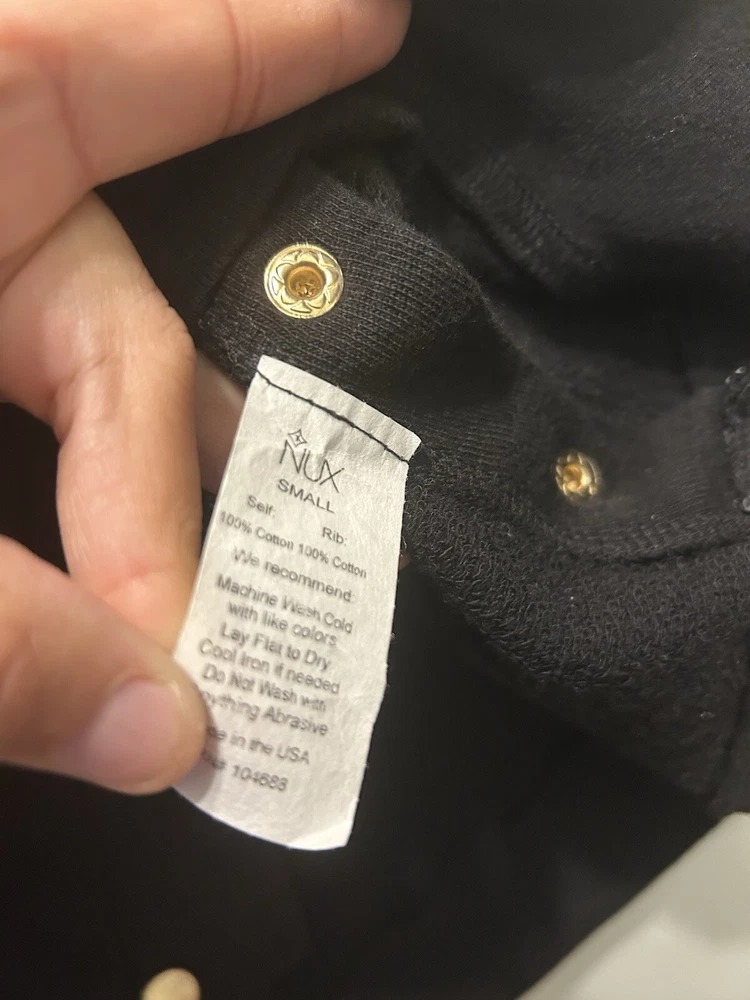 NUX
SMALL
Self: Rib:
100% Cotton 100% Cotton
We recommend:
Machine Wash Cold
with like colors
Lay Flat to Dry
Cool Iron if needed
Do Not Wash with
Abrasive
in the USA
104683